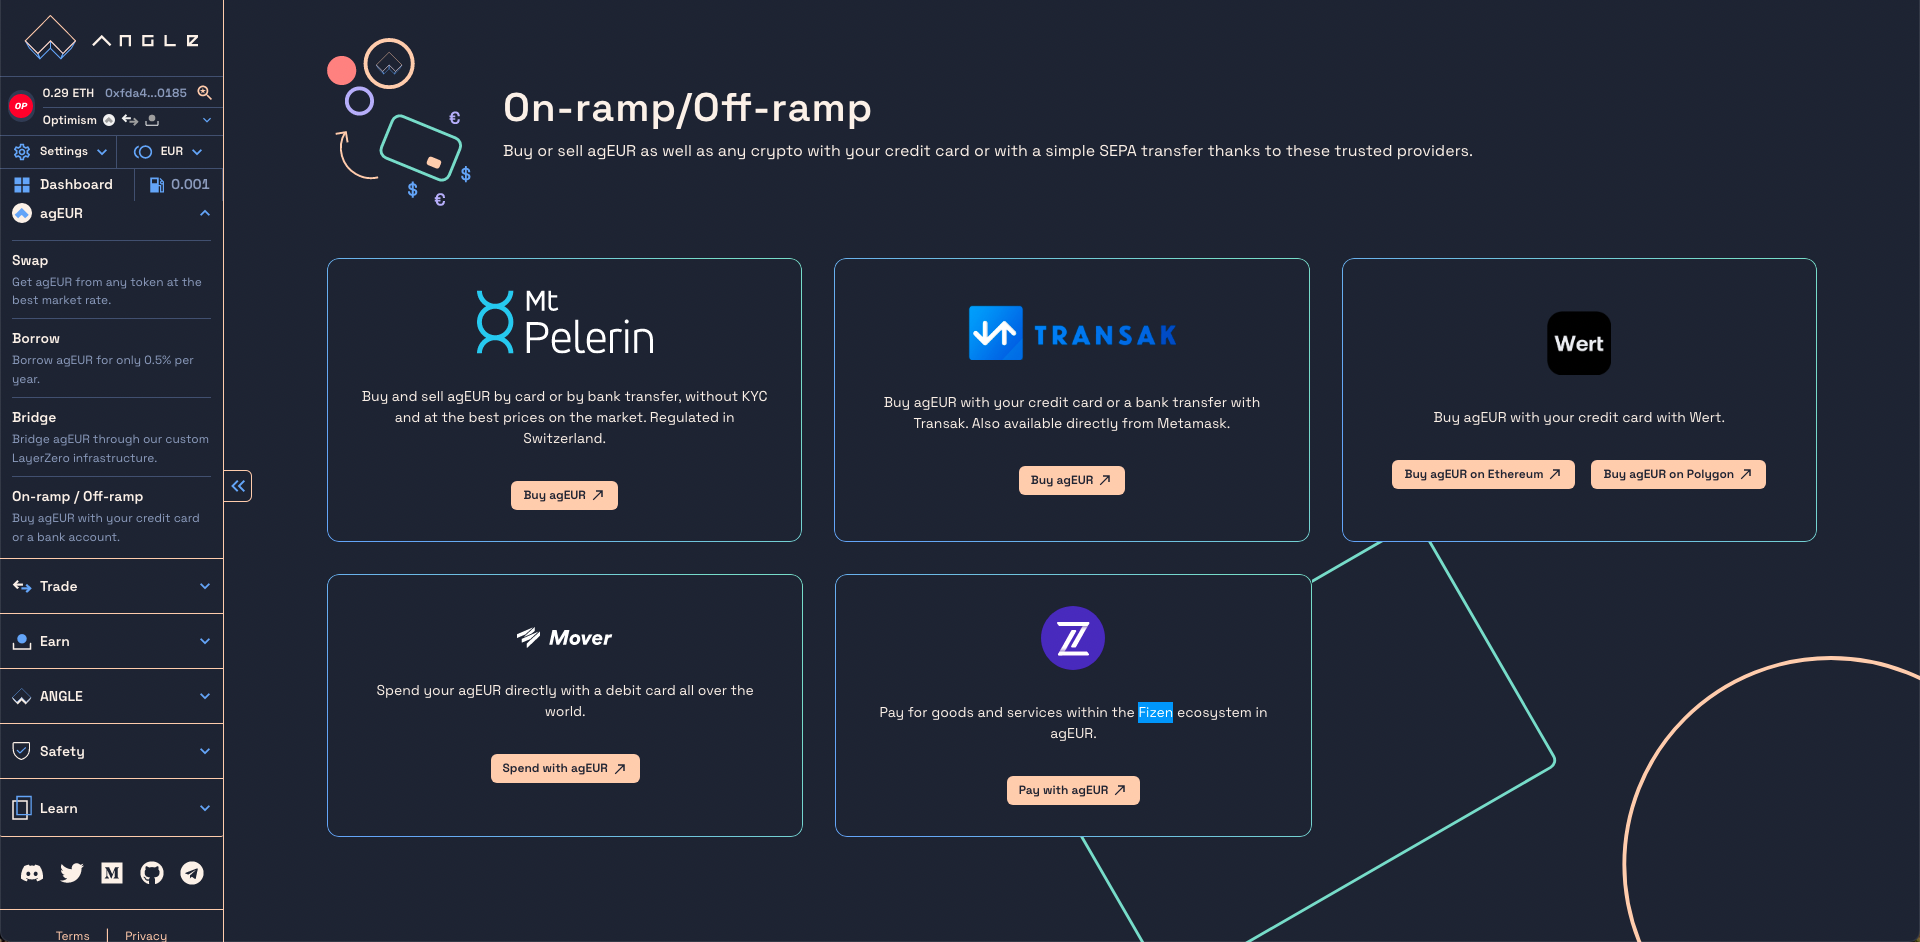 ANGLE
OP
0.29 ETH 0xfda4...0185
Optimism
Settings
EUR
Dashboard
0.001
agEUR
Swap
Get agEUR from any token at the
best market rate.
Borrow
Borrow agEUR for only 0.5% per
year.
Bridge
Bridge agEUR through our custom
LayerZero infrastructure.
On-ramp / Off-ramp
Buy agEUR with your credit card
or a bank account.
Trade
Earn
ANGLE
Safety
Learn
M
Terms | Privacy
€
$
$
€
On-ramp/Off-ramp
Buy or sell agEUR as well as any crypto with your credit card or with a simple SEPA transfer thanks to these trusted providers.
Mt
Pelerin
Buy and sell agEUR by card or by bank transfer, without KYC
and at the best prices on the market. Regulated in
Switzerland.
Buy agEUR
TRANSAK
Buy agEUR with your credit card or a bank transfer with
Transak. Also available directly from Metamask.
Buy agEUR
Wert
Buy agEUR with your credit card with Wert.
Buy agEUR on Ethereum
Buy agEUR on Polygon
Mover
Spend your agEUR directly with a debit card all over the
world.
Spend with agEUR
Pay for goods and services within the Fizen ecosystem in
agEUR.
Pay with agEUR